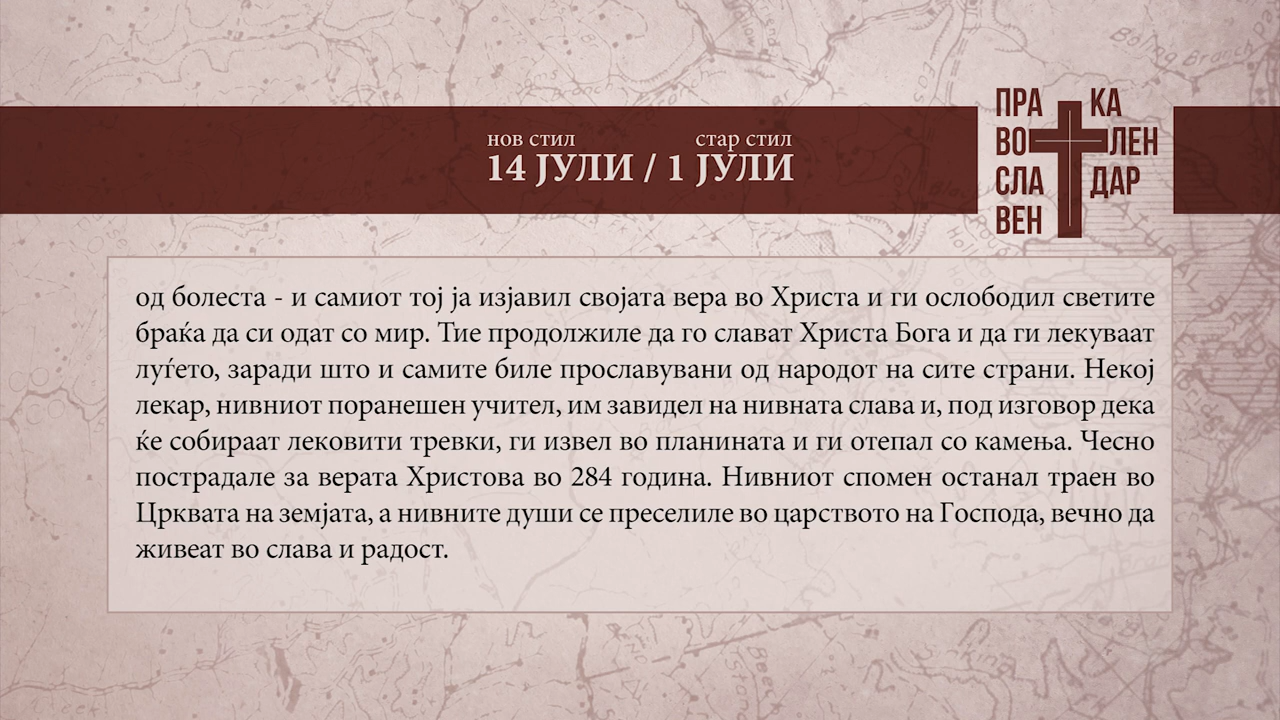 нов стил стар стил
14 ЈУЛИ / 1 ЈУЛИ
ПРА КА
ВО ЛЕН
СЛА ДАР
ВЕН
од болеста - и самиот тој ја изјавил својата вера во Христа и ги ослободил светите
браќа да си одат со мир. Тие продолжиле да го слават Христа Бога и да ги лекуваат
луѓето, заради што и самите биле прославувани од народот на сите страни. Некој
лекар, нивниот поранешен учител, им завидел на нивната слава и, под изговор дека
ќе собираат лековити тревки, ги извел во планината и ги отепал со камења. Чесно
пострадале за верата Христова во 284 година. Нивниот спомен останал траен во
Црквата на земјата, а нивните души се преселиле во царството на Господа, вечно да
живеат во слава и радост.